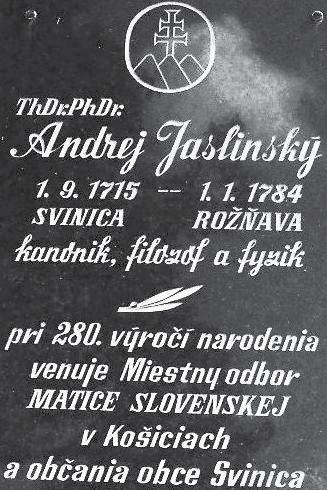 ThDr.PhDr.
Andrej Jaslinský
1. 9. 1715 -- 1. 1. 1784
SVINICA ROŽŇAVA
kanonik, filozof a fyzik
pri 280. výročí narodenia
venuje Miestny odbor
MATICE SLOVENSKEJ
v Košiciach
a občania obce Svinica